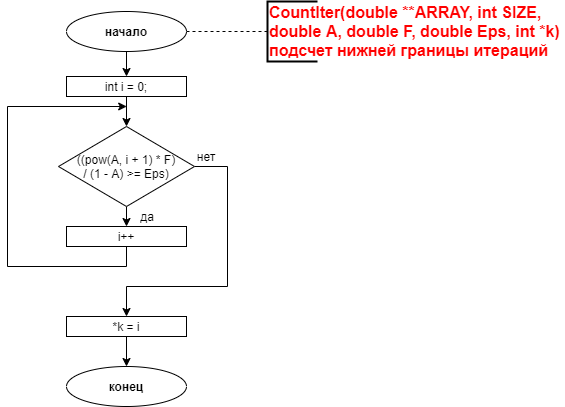 начало
CountIter(double **ARRAY, int SIZE,
double A, double F, double Eps, int *k)
подсчет нижней границы итераций
int i = 0;
((pow(A, i + 1) * F)
/ (1 - A) >= Eps)
нет
да
i++
*k = i
конец